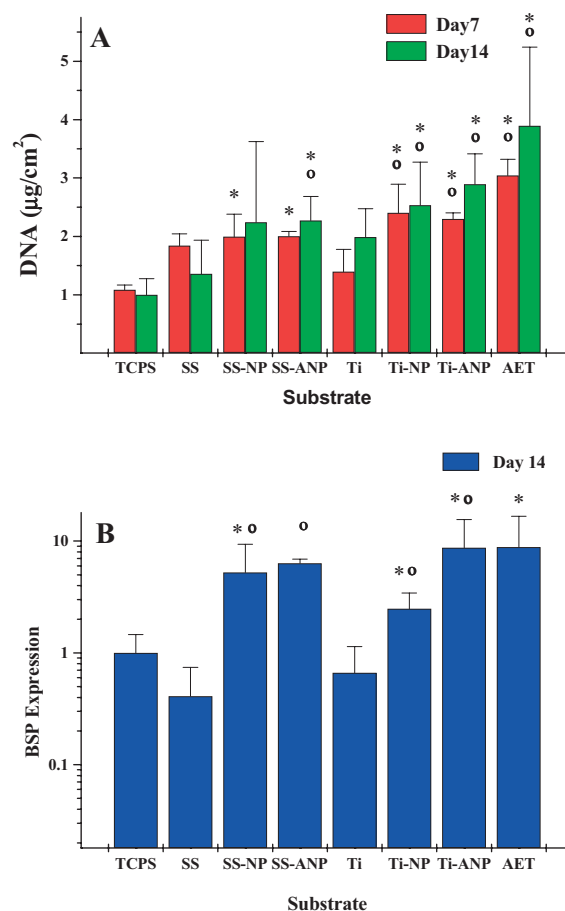 A
Day7
Day14
5
4
3
2
1
DNA (µg/cm²)
* o
* o
* o
* o
* o
* o
* o
*
*
TCPS SS SS-NP SS-ANP Ti Ti-NP Ti-ANP AET
Substrate
Day 14
B
10
1
0.1
BSP Expression
* o
o
* o
* o
*
TCPS SS SS-NP SS-ANP Ti Ti-NP Ti-ANP AET
Substrate